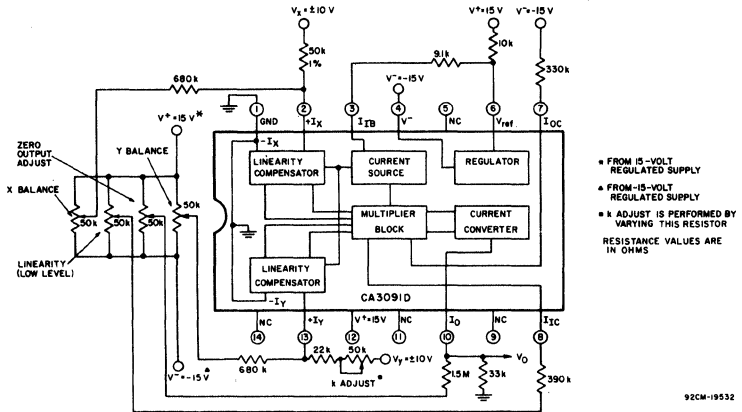 Vx = ±10 V
V+=15 V
V-=-15V
50k
1%
10k
9.1k
680k
330k
V-=-15 V
V+=15 V*
1
2
3
4
5
6
7
GND
+IX
IIB
V-
NC
Vref.
IOC
ZERO
OUTPUT
ADJUST
Y BALANCE
X BALANCE
50k
50k
50k
50k
LINEARITY
(LOW LEVEL)
-IX
LINEARITY
COMPENSATOR
CURRENT
SOURCE
REGULATOR
MULTIPLIER
BLOCK
CURRENT
CONVERTER
LINEARITY
COMPENSATOR
-IY
CA3091D
* FROM 15-VOLT
REGULATED SUPPLY
▲ FROM-15-VOLT
REGULATED SUPPLY
■ k ADJUST IS PERFORMED BY
VARYING THIS RESISTOR
RESISTANCE VALUES ARE
IN OHMS
NC
+IY
V+=15V
NC
IO
NC
IIC
14
13
12
11
10
9
8
V-=-15V▲
680k
22k
50k
VY=±10 V
k ADJUST■
1.5M
33k
VO
390k
92CM-19532